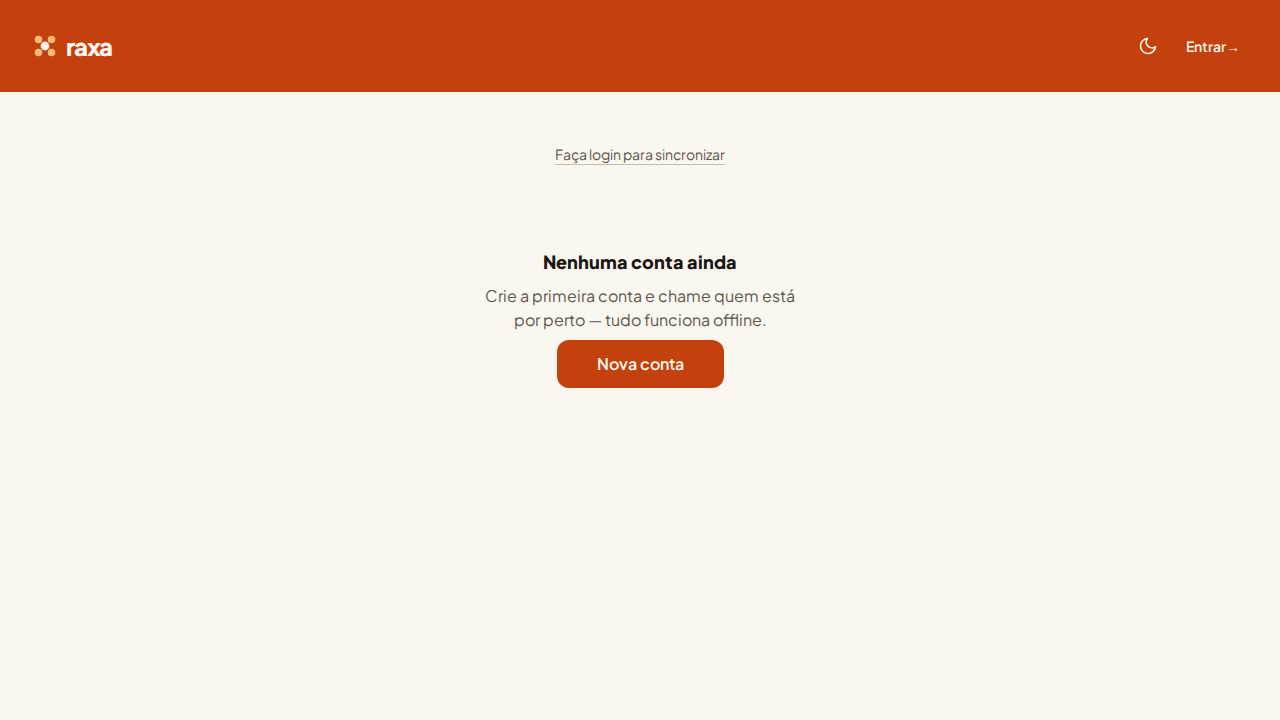 raxa
Entrar→
Faça login para sincronizar
Nenhuma conta ainda
Crie a primeira conta e chame quem está
por perto — tudo funciona offline.
Nova conta